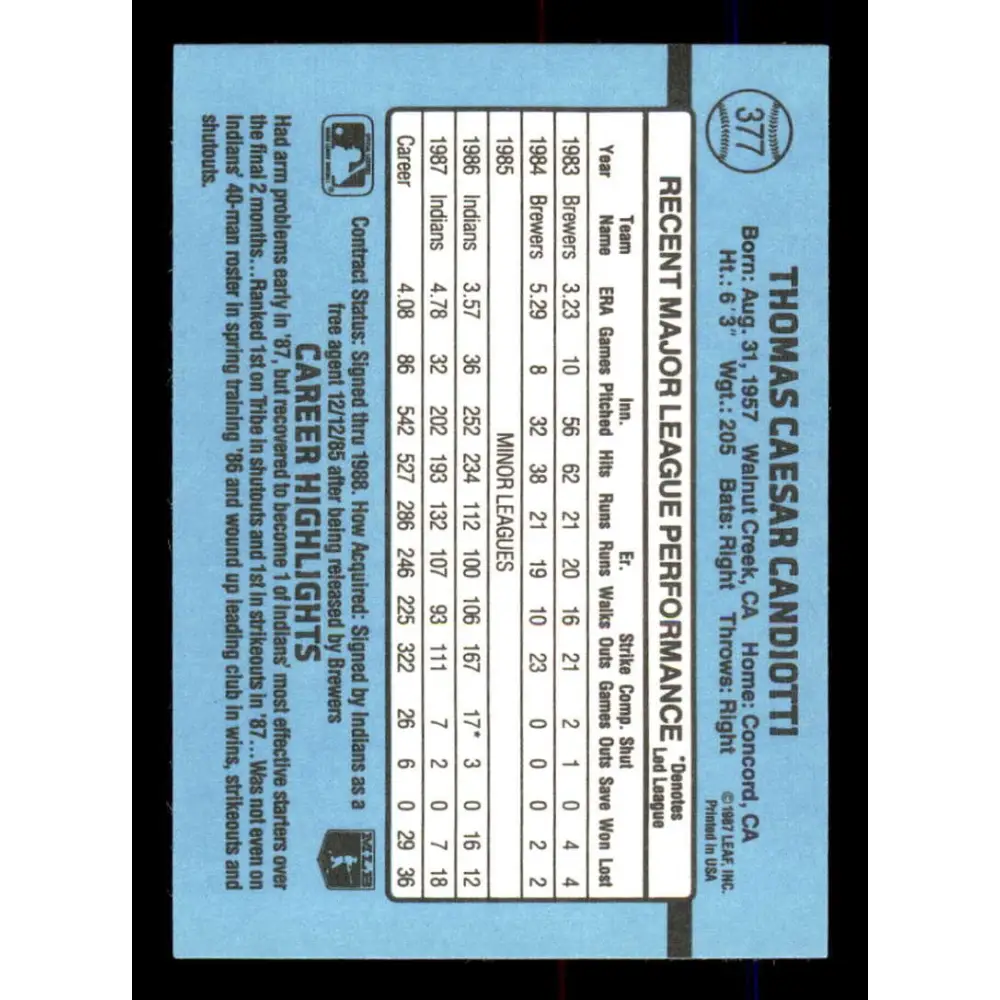 377
THOMAS CAESAR CANDIOTTI
Born: Aug. 31, 1957 Walnut Creek, CA Home: Concord, CA
Ht.: 6'3" Wgt.: 205 Bats: Right Throws: Right
©1987 LEAF, INC.
Printed in USA
RECENT MAJOR LEAGUE PERFORMANCE *Denotes Led League
Team Inn. Er. Strike Comp. Shut
Year Name ERA Games Pitched Hits Runs Runs Walks Outs Games Outs Save Won Lost
1983 Brewers 3.23 10 56 62 21 20 16 21 2 1 0 4 4
1984 Brewers 5.29 8 32 38 21 19 10 23 0 0 0 2 2
1985 MINOR LEAGUES
1986 Indians 3.57 36 252 234 112 100 106 167 17* 3 0 16 12
1987 Indians 4.78 32 202 193 132 107 93 111 7 2 0 7 18
Career 4.08 86 542 527 286 246 225 322 26 6 0 29 36
Contract Status: Signed thru 1988. How Acquired: Signed by Indians as a
free agent 12/12/85 after being released by Brewers
MLB
CAREER HIGHLIGHTS
Had arm problems early in '87, but recovered to become 1 of Indians' most effective starters over
the final 2 months...Ranked 1st on Tribe in shutouts and 1st in strikeouts in '87...Was not even on
Indians' 40-man roster in spring training '86 and wound up leading club in wins, strikeouts and
shutouts.